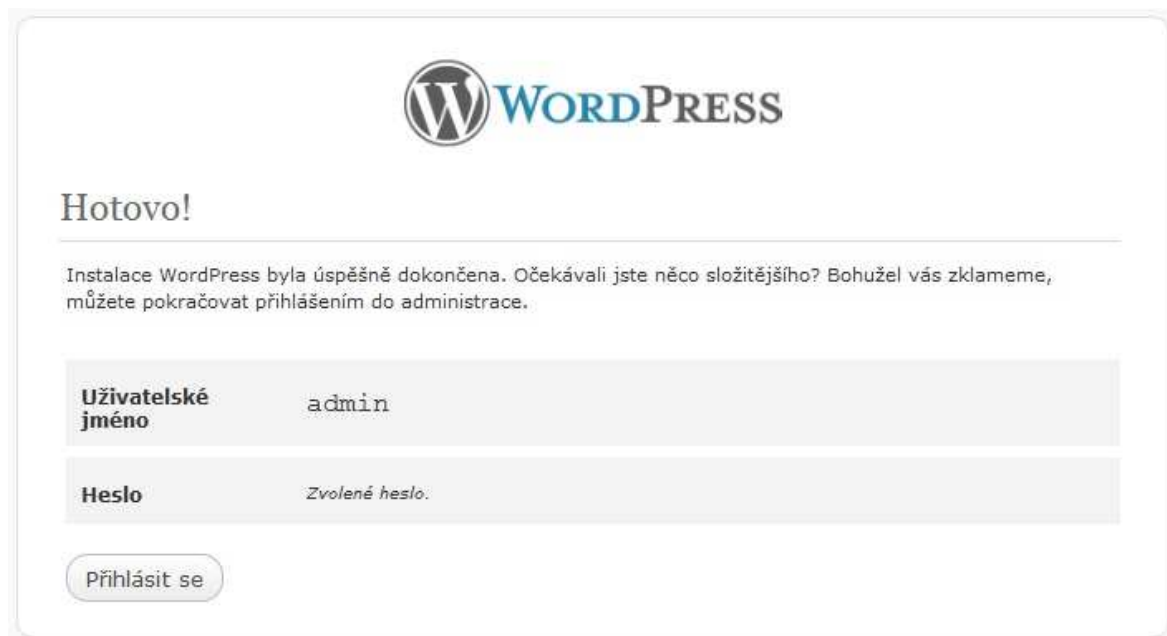 WORDPRESS
Hotovo!
Instalace WordPress byla úspěšně dokončena. Očekávali jste něco složitějšího? Bohužel vás zklameme,
můžete pokračovat přihlášením do administrace.
Uživatelské
jméno
admin
Heslo
Zvolené heslo.
Přihlásit se